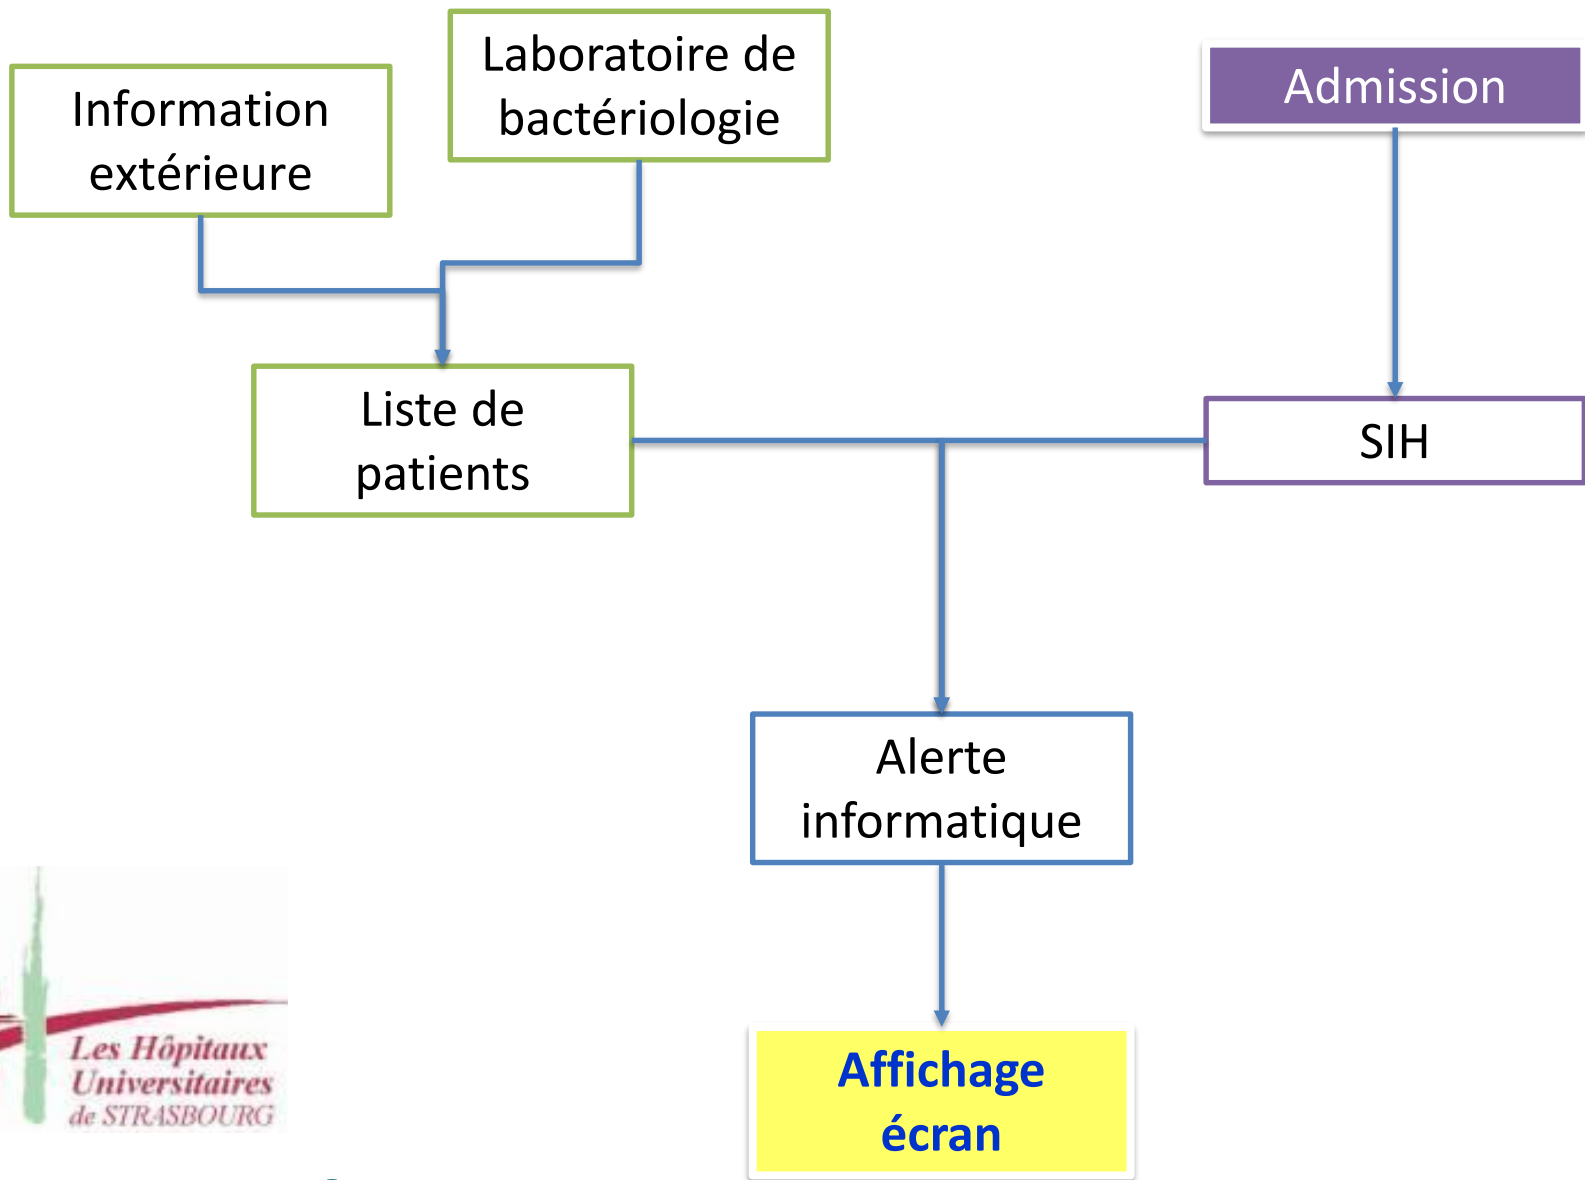 Laboratoire de
bactériologie
Information
extérieure
Admission
Liste de
patients
SIH
Alerte
informatique
Les Hôpitaux
Universitaires
de STRASBOURG
Affichage
écran